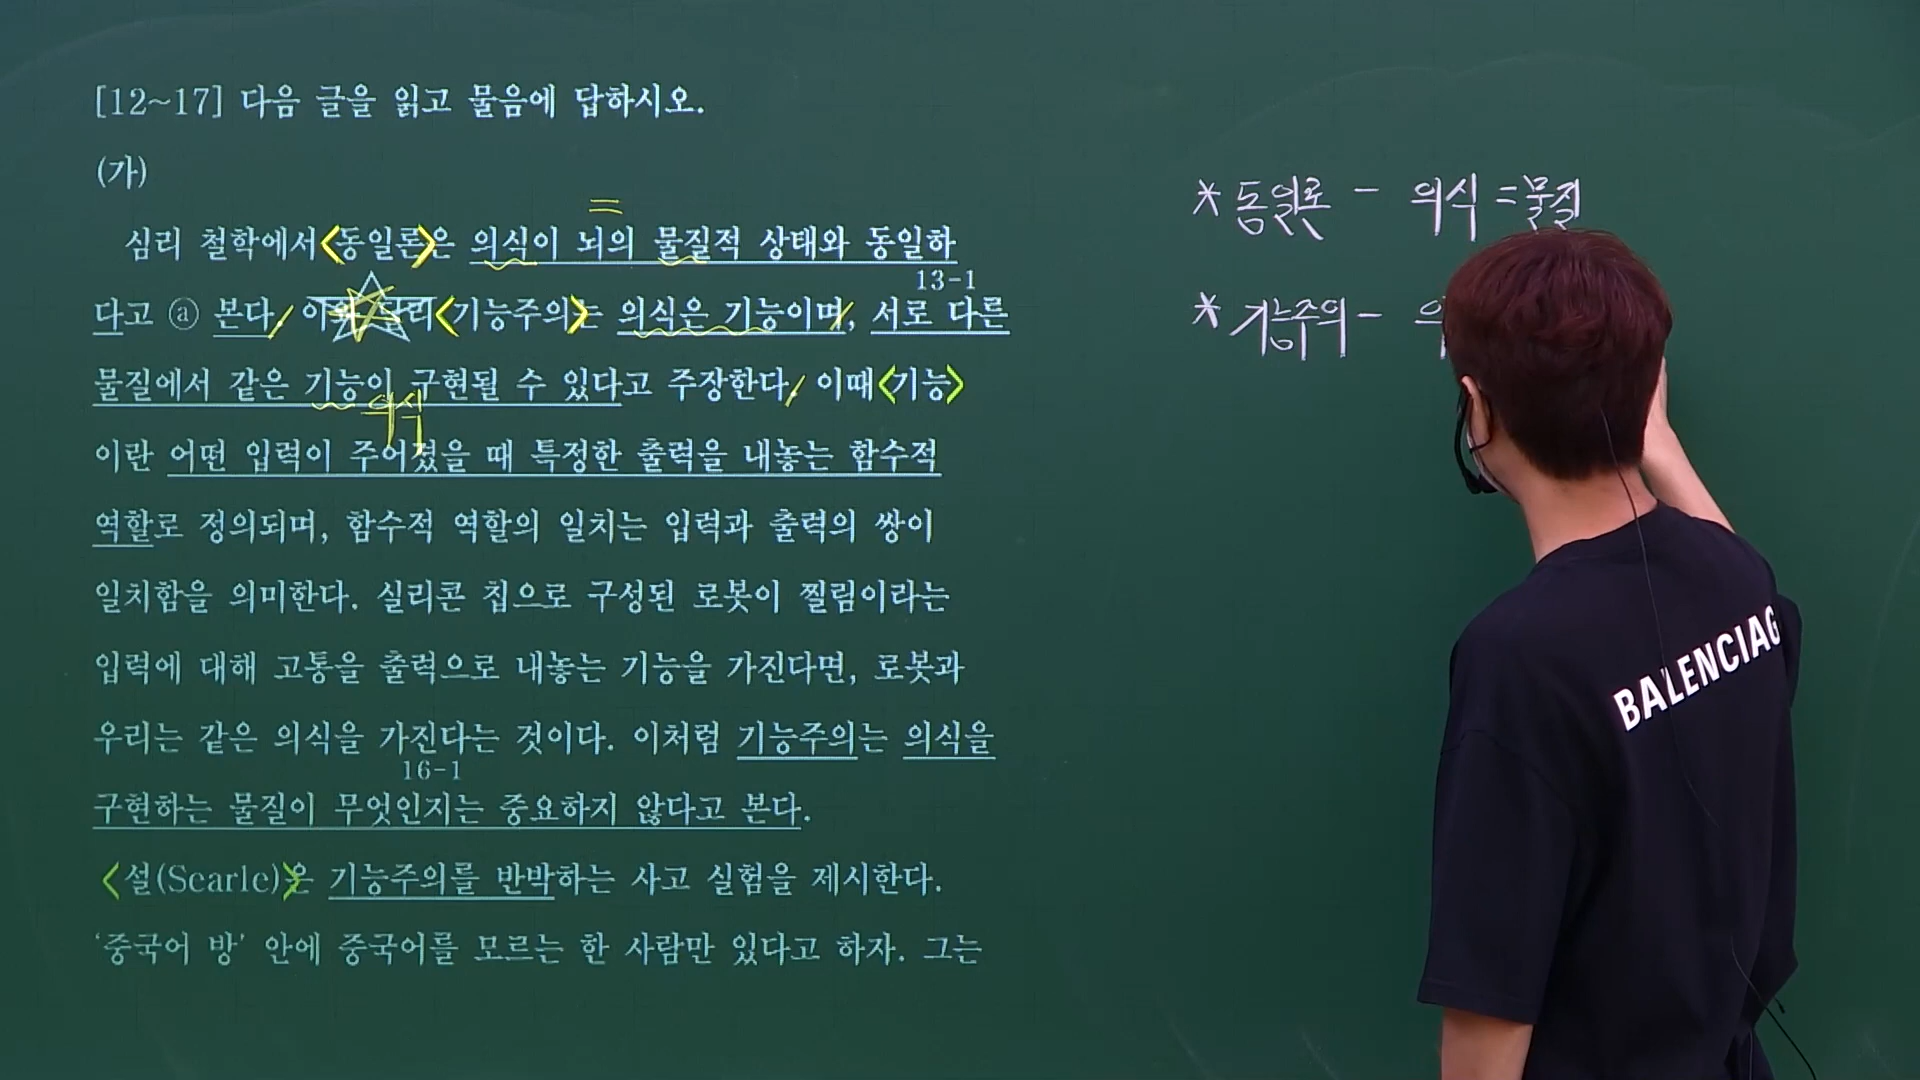 [12~17] 다음 글을 읽고 물음에 답하시오.
(가)
=
심리 철학에서 <동일론>은 의식이 뇌의 물질적 상태와 동일하
13-1
다고 ⓐ 본다. 이와 달리 <기능주의>는 의식은 기능이며, 서로 다른
물질에서 같은 기능이 구현될 수 있다고 주장한다. 이때 <기능>
의식
이란 어떤 입력이 주어졌을 때 특정한 출력을 내놓는 함수적
역할로 정의되며, 함수적 역할의 일치는 입력과 출력의 쌍이
일치함을 의미한다. 실리콘 칩으로 구성된 로봇이 찔림이라는
입력에 대해 고통을 출력으로 내놓는 기능을 가진다면, 로봇과
우리는 같은 의식을 가진다는 것이다. 이처럼 기능주의는 의식을
16-1
구현하는 물질이 무엇인지는 중요하지 않다고 본다.
<설(Searle)>은 기능주의를 반박하는 사고 실험을 제시한다.
‘중국어 방’ 안에 중국어를 모르는 한 사람만 있다고 하자. 그는
* 동일론 - 의식 = 물질
* 기능주의 - 의
BALENCIAG